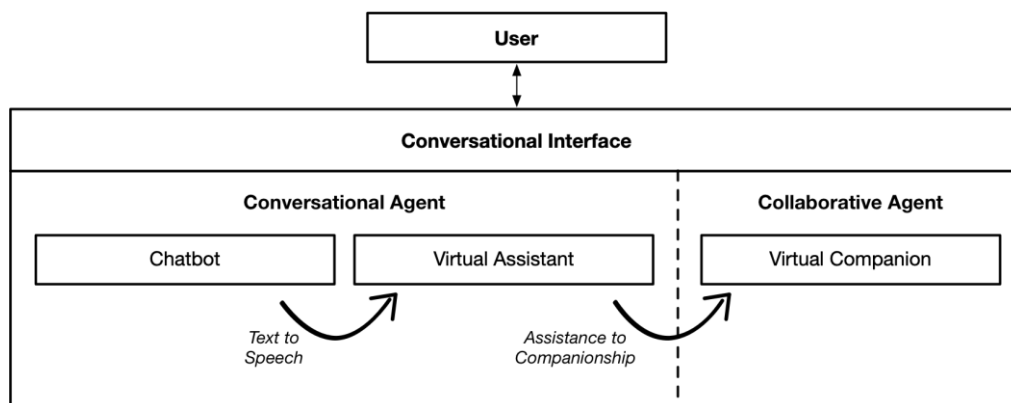 User
Conversational Interface
Conversational Agent
Collaborative Agent
Chatbot
Virtual Assistant
Virtual Companion
Text to
Speech
Assistance to
Companionship